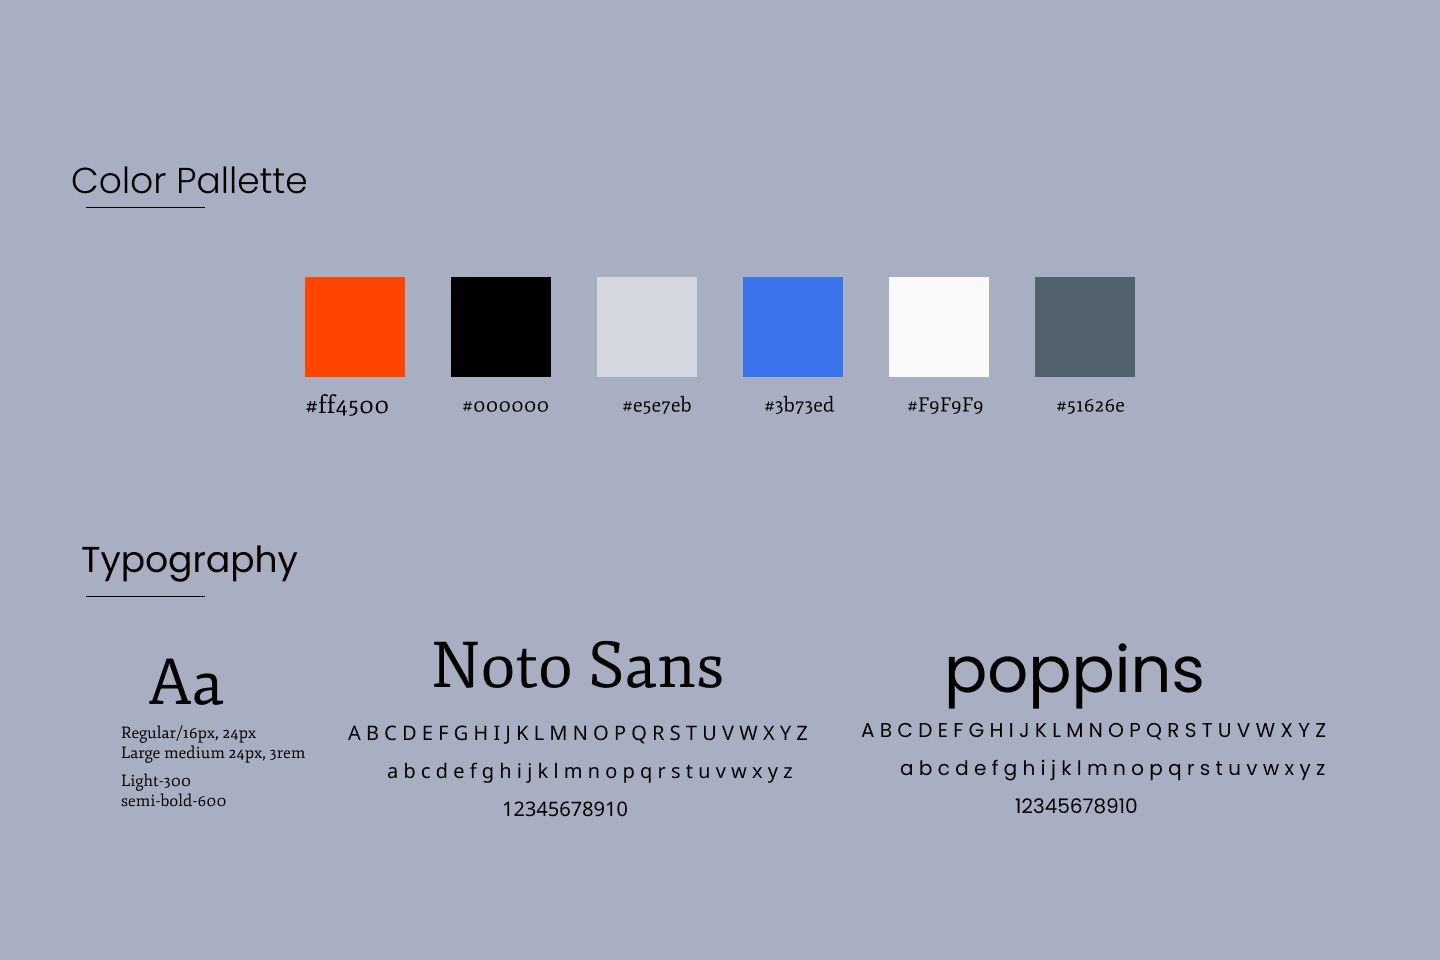 Color Pallette
#ff4500
#000000
#e5e7eb
#3b73ed
#F9F9F9
#51626e
Typography
Aa
Regular/16px, 24px
Large medium 24px, 3rem
Light-300
semi-bold-600
Noto Sans
A B C D E F G H I J K L M N O P Q R S T U V W X Y Z
a b c d e f g h i j k l m n o p q r s t u v w x y z
12345678910
poppins
A B C D E F G H I J K L M N O P Q R S T U V W X Y Z
a b c d e f g h i j k l m n o p q r s t u v w x y z
12345678910